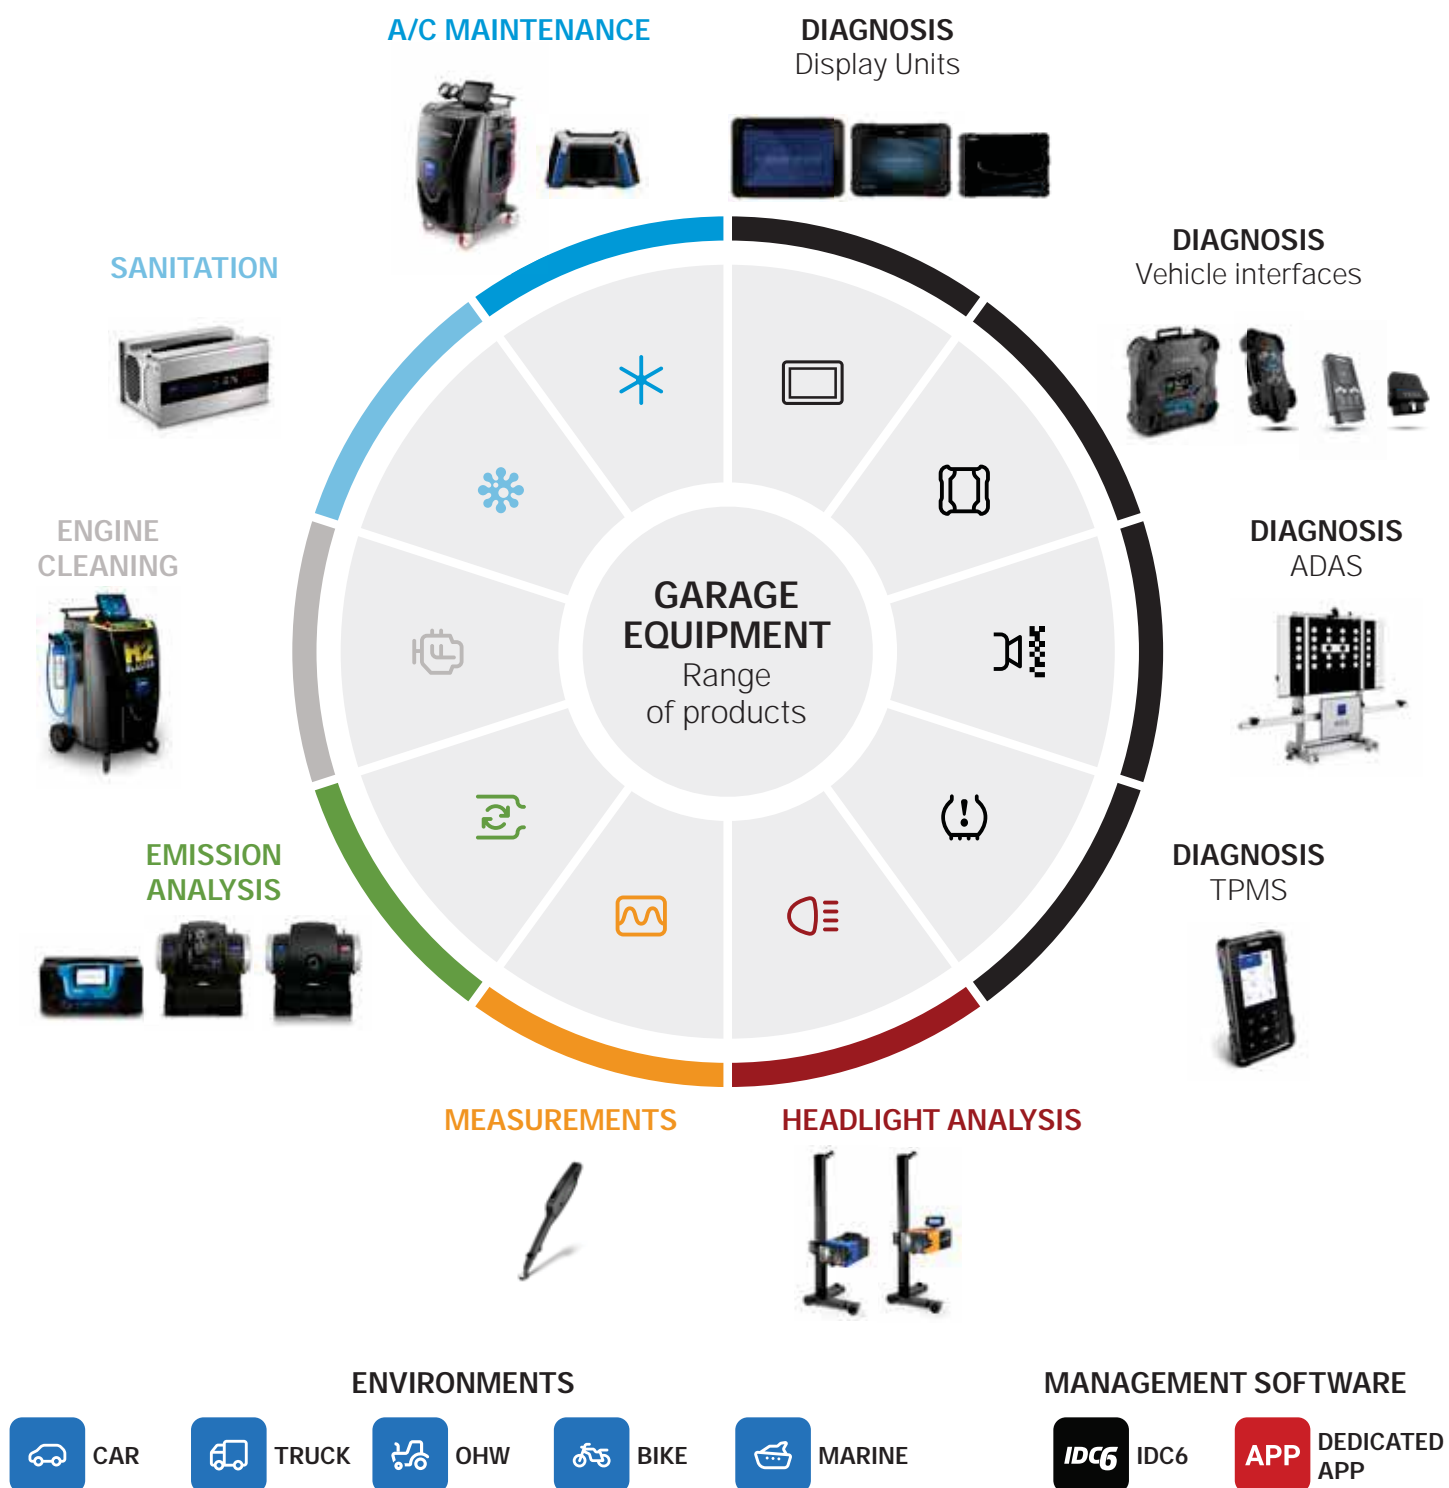 A/C MAINTENANCE
DIAGNOSIS
Display Units
DIAGNOSIS
Vehicle interfaces
SANITATION
ENGINE
CLEANING
H2
DIAGNOSIS
ADAS
GARAGE
EQUIPMENT
Range
of products
EMISSION
ANALYSIS
DIAGNOSIS
TPMS
MEASUREMENTS
HEADLIGHT ANALYSIS
ENVIRONMENTS
MANAGEMENT SOFTWARE
CAR
TRUCK
OHW
BIKE
MARINE
IDC6
IDC6
APP
DEDICATED
APP